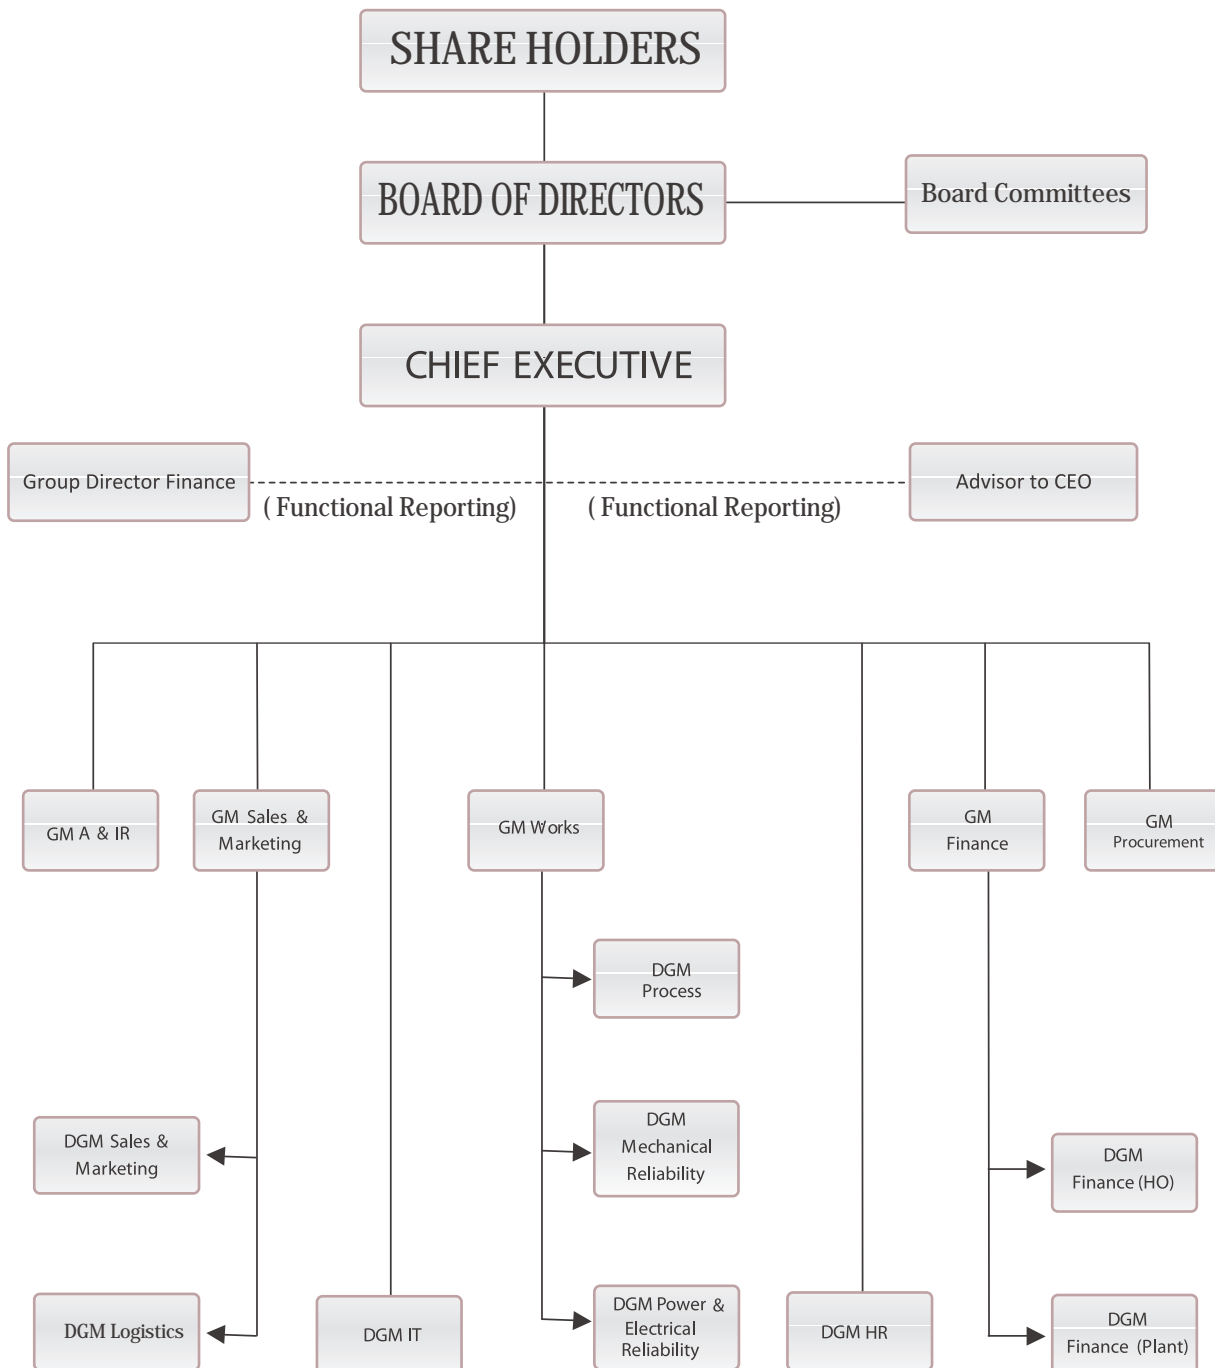 SHARE HOLDERS
BOARD OF DIRECTORS
Board Committees
CHIEF EXECUTIVE
Group Director Finance
( Functional Reporting)
( Functional Reporting)
Advisor to CEO
GM A & IR
GM Sales &
Marketing
GM Works
GM
Finance
GM
Procurement
DGM
Process
DGM Sales &
Marketing
DGM
Mechanical
Reliability
DGM
Finance (HO)
DGM Logistics
DGM IT
DGM Power &
Electrical
Reliability
DGM HR
DGM
Finance (Plant)